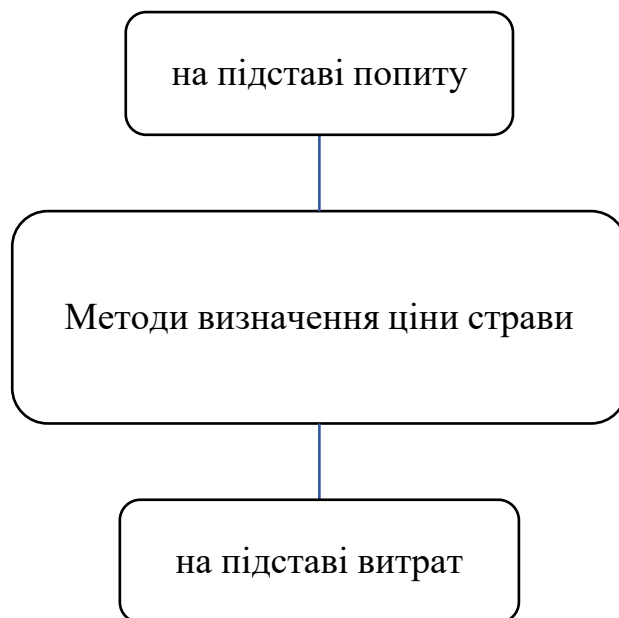 на підставі попиту
Методи визначення ціни страви
на підставі витрат